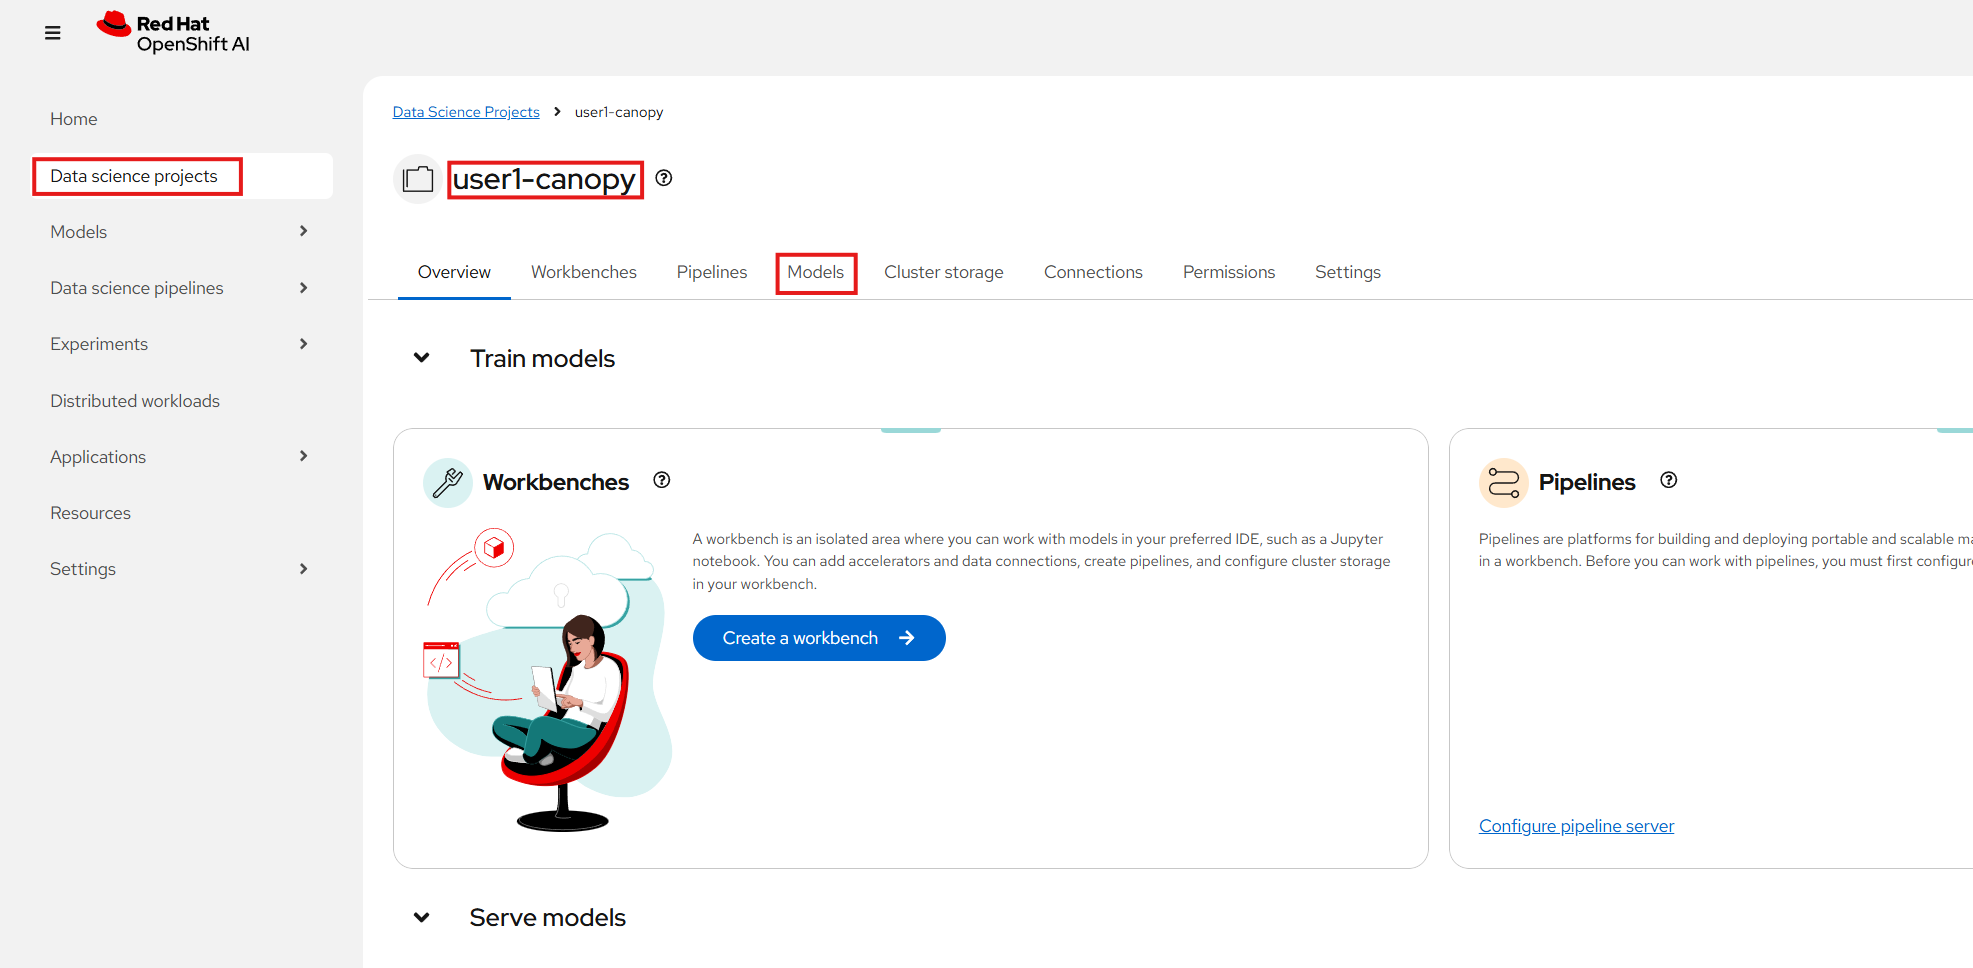 Red Hat
OpenShift AI
Home
Data science projects
Models
Data science pipelines
Experiments
Distributed workloads
Applications
Resources
Settings
Data Science Projects
user1-canopy
user1-canopy
Overview
Workbenches
Pipelines
Models
Cluster storage
Connections
Permissions
Settings
Train models
Workbenches
A workbench is an isolated area where you can work with models in your preferred IDE, such as a Jupyter
notebook. You can add accelerators and data connections, create pipelines, and configure cluster storage
in your workbench.
Create a workbench
</>
Pipelines
Pipelines are platforms for building and deploying portable and scalable
in a workbench. Before you can work with pipelines, you must first
Configure pipeline server
Serve models